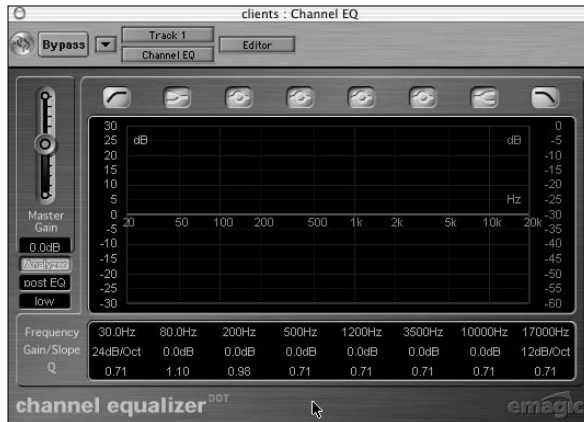 clients : Channel EQ
Bypass
Track 1
Channel EQ
Editor
30 0
25 dB dB -5
20 -10
15 -15
10 -20
5 Hz -25
0 -30
20 50 100 200 500 1k 2k 5k 10k 20k
-5 -35
-10 -40
-15 -45
-20 -50
-25 -55
-30 -60
Master
Gain
0.0dB
Analyzer
post EQ
low
Frequency 30.0Hz 80.0Hz 200Hz 500Hz 1200Hz 3500Hz 10000Hz 17000Hz
Gain/Slope 24dB/Oct 0.0dB 0.0dB 0.0dB 0.0dB 0.0dB 0.0dB 12dB/Oct
Q 0.71 1.10 0.98 0.71 0.71 0.71 0.71 0.71
channel equalizer DOT
emagic